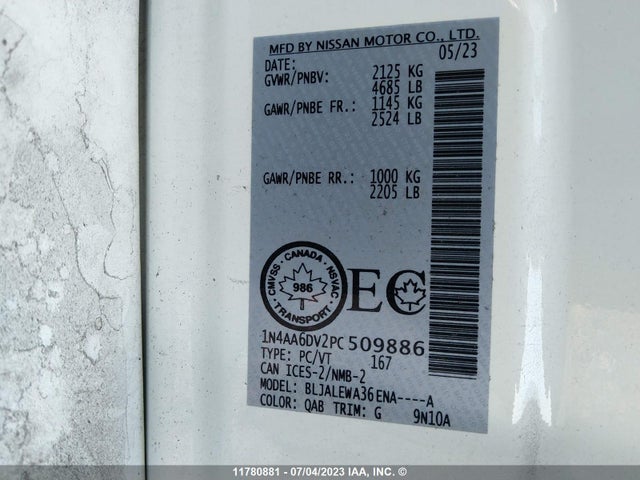 MFD BY NISSAN MOTOR CO., LTD.
DATE: 05/23
GVWR/PNBV: 2125 KG
4685 LB
GAWR/PNBE FR.: 1145 KG
2524 LB
GAWR/PNBE RR.: 1000 KG
2205 LB
CMVSS · CANADA · NSVAC
986
TRANSPORT
EC
1N4AA6DV2PC509886
TYPE: PC/VT 167
CAN ICES-2/NMB-2
MODEL: BLJALEWA36ENA----A
COLOR: QAB TRIM: G 9N10A
11780881 - 07/04/2023 IAA, INC. ©